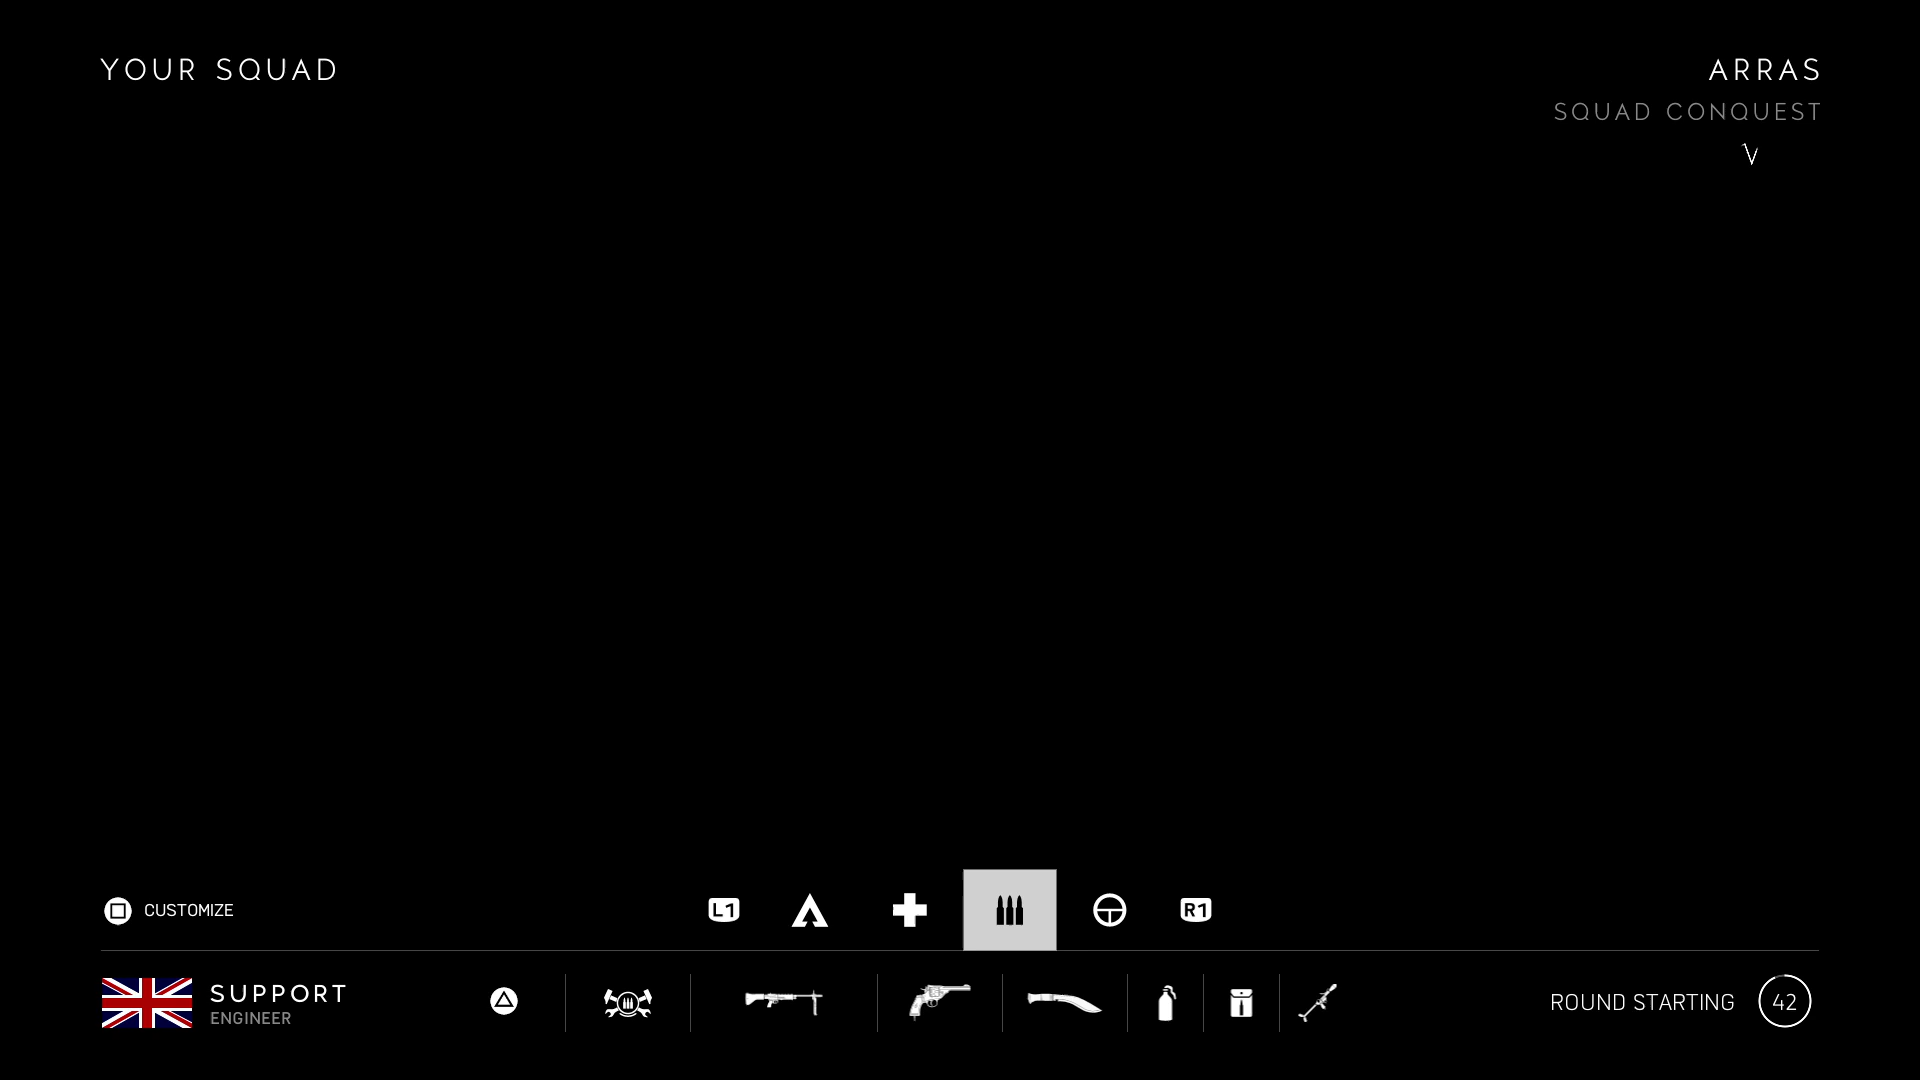 YOUR SQUAD
ARRAS
SQUAD CONQUEST
CUSTOMIZE
L1
R1
SUPPORT
ENGINEER
ROUND STARTING 42